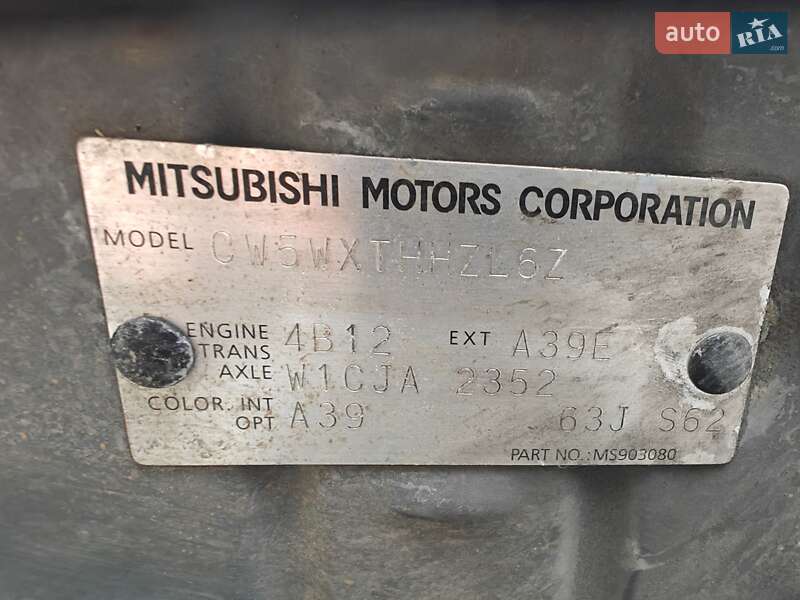 auto RIA.com
MITSUBISHI MOTORS CORPORATION
MODEL CW5WXTHHZL6Z
ENGINE 4B12 EXT A39E
TRANS
AXLE W1CJA 2352
COLOR. INT A39 63J S62
OPT
PART NO.:MS903080